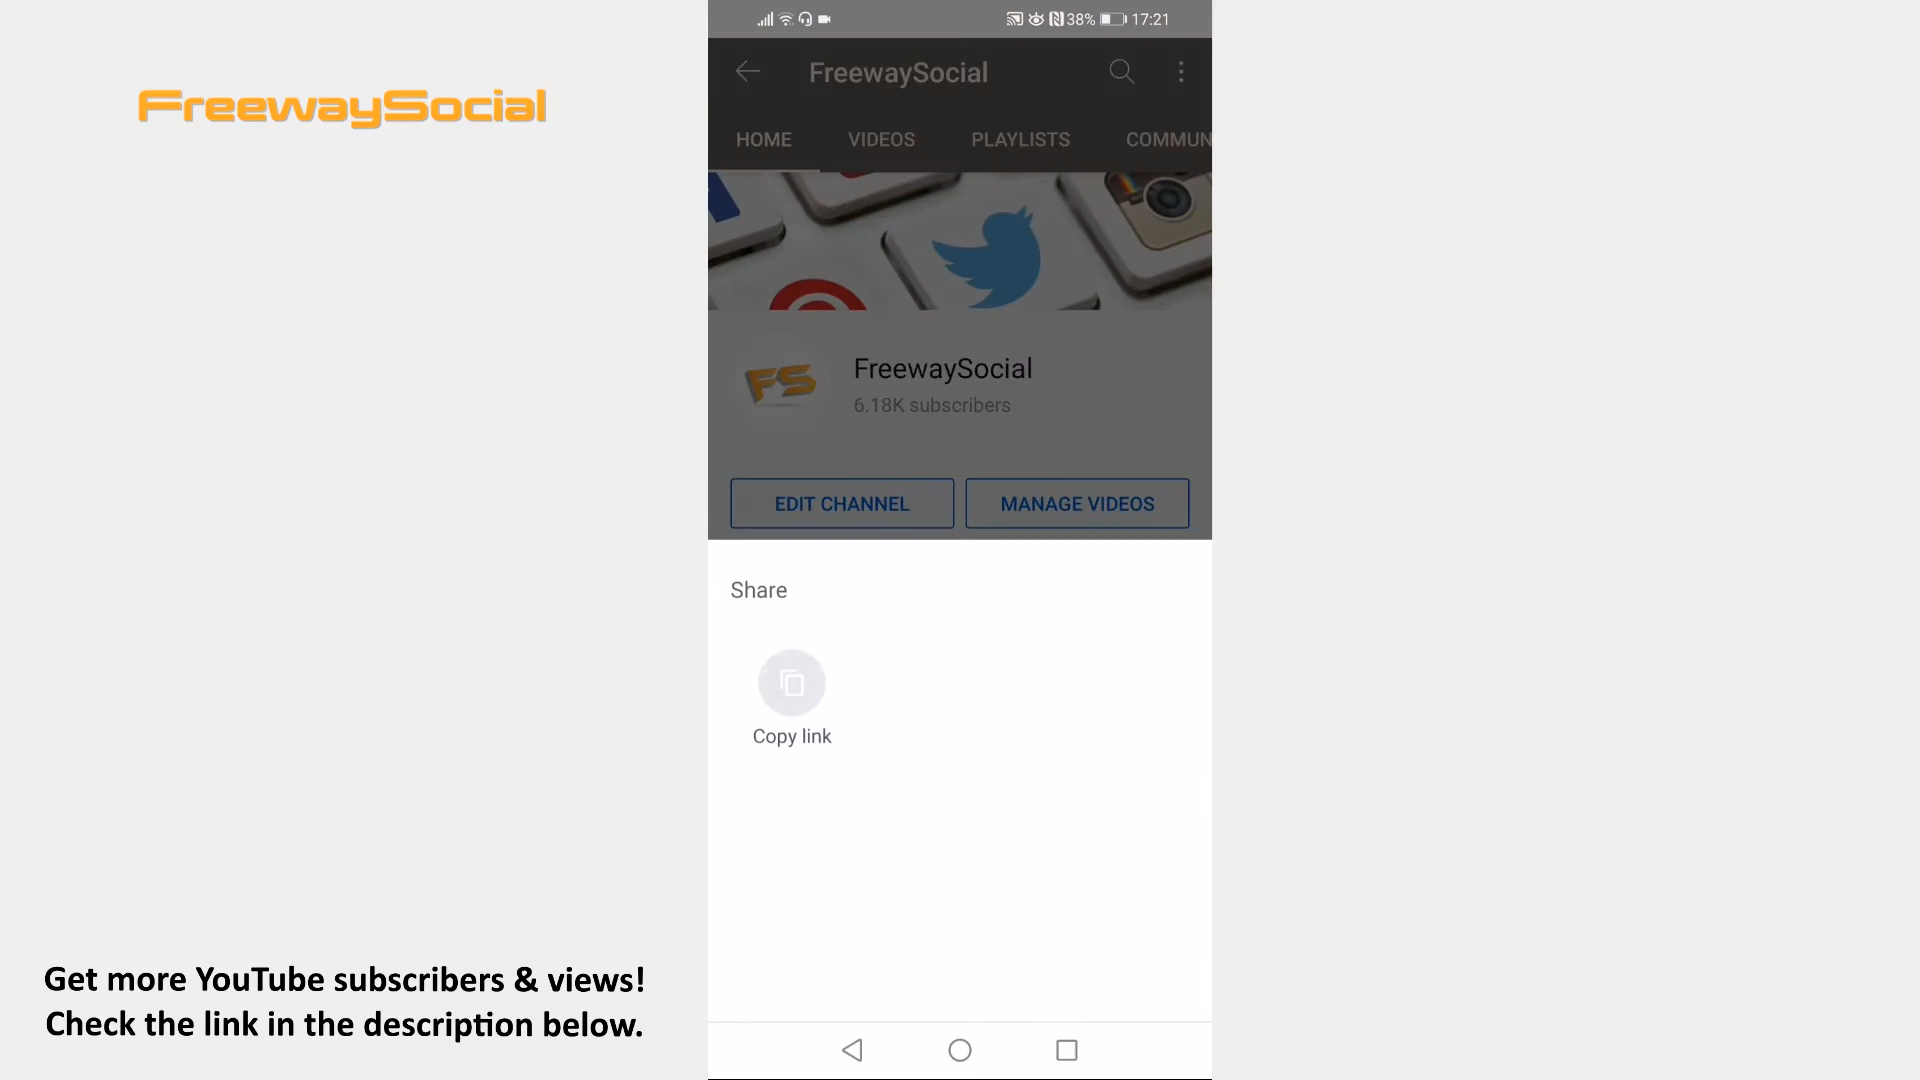 FreewaySocial
38% 17:21
FreewaySocial
HOME VIDEOS PLAYLISTS COMMUN
FreewaySocial
6.18K subscribers
EDIT CHANNEL MANAGE VIDEOS
Share
Copy link
Get more YouTube subscribers & views!
Check the link in the description below.